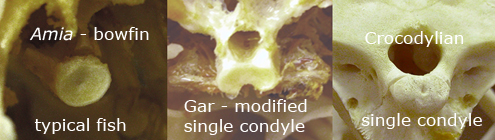 Amia - bowfin
typical fish
Gar - modified
single condyle
Crocodylian
single condyle